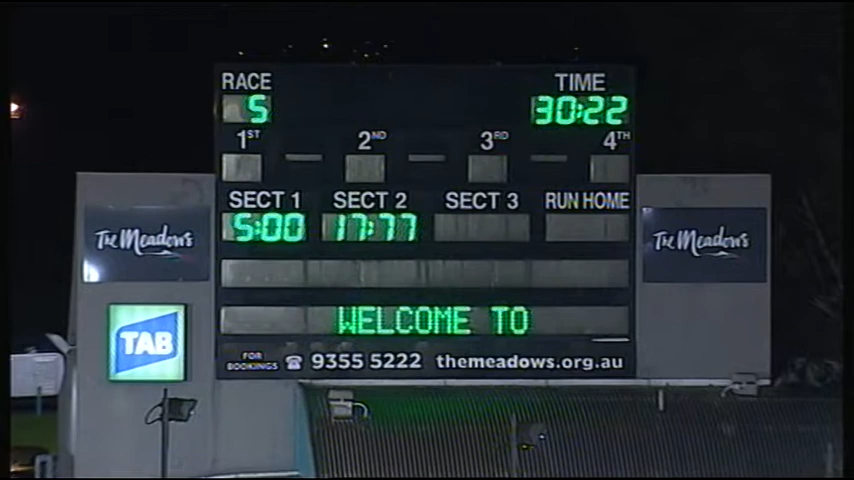 RACE TIME
5 30:22
1ST 2ND 3RD 4TH
SECT 1 SECT 2 SECT 3 RUN HOME
5:00 17:77
The Meadows
The Meadows
WELCOME TO
TAB
FOR BOOKINGS ☎ 9355 5222 themeadows.org.au